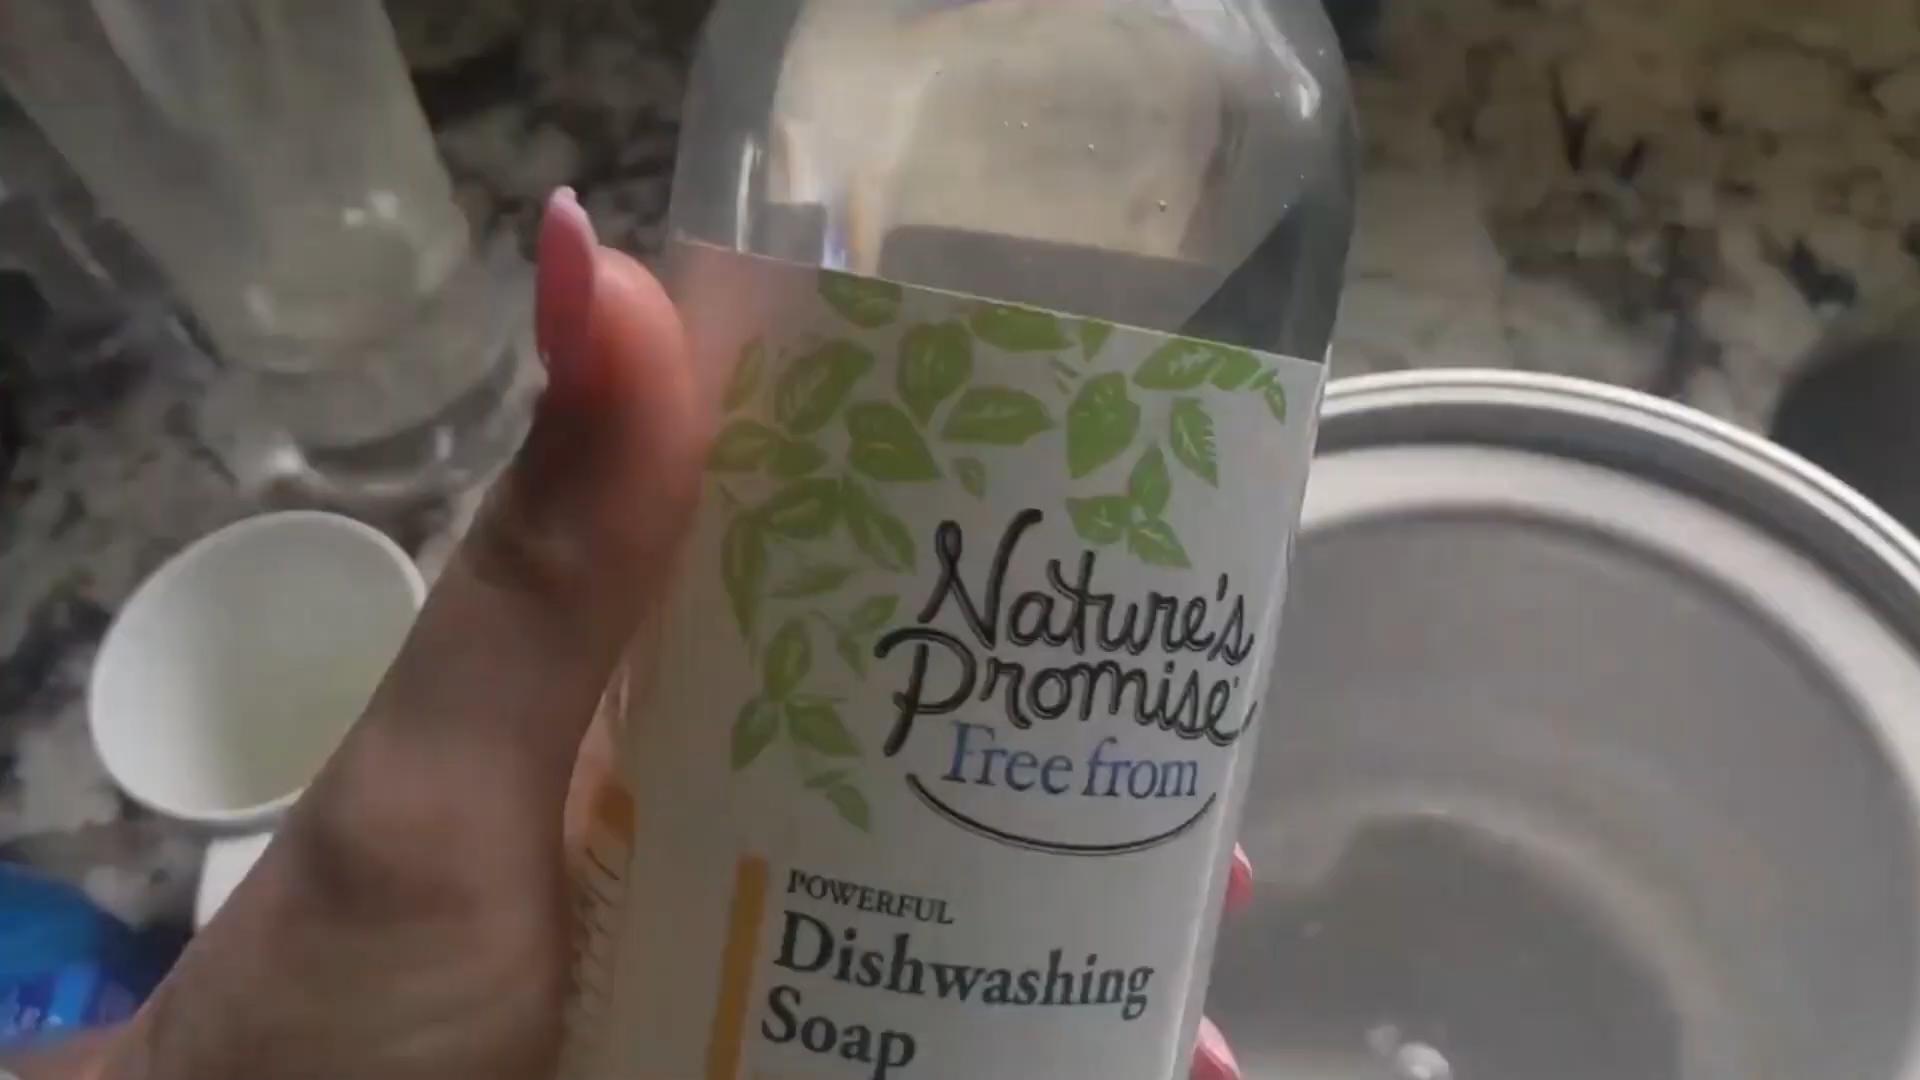 Nature's
Promise
Free from
POWERFUL
Dishwashing
Soap